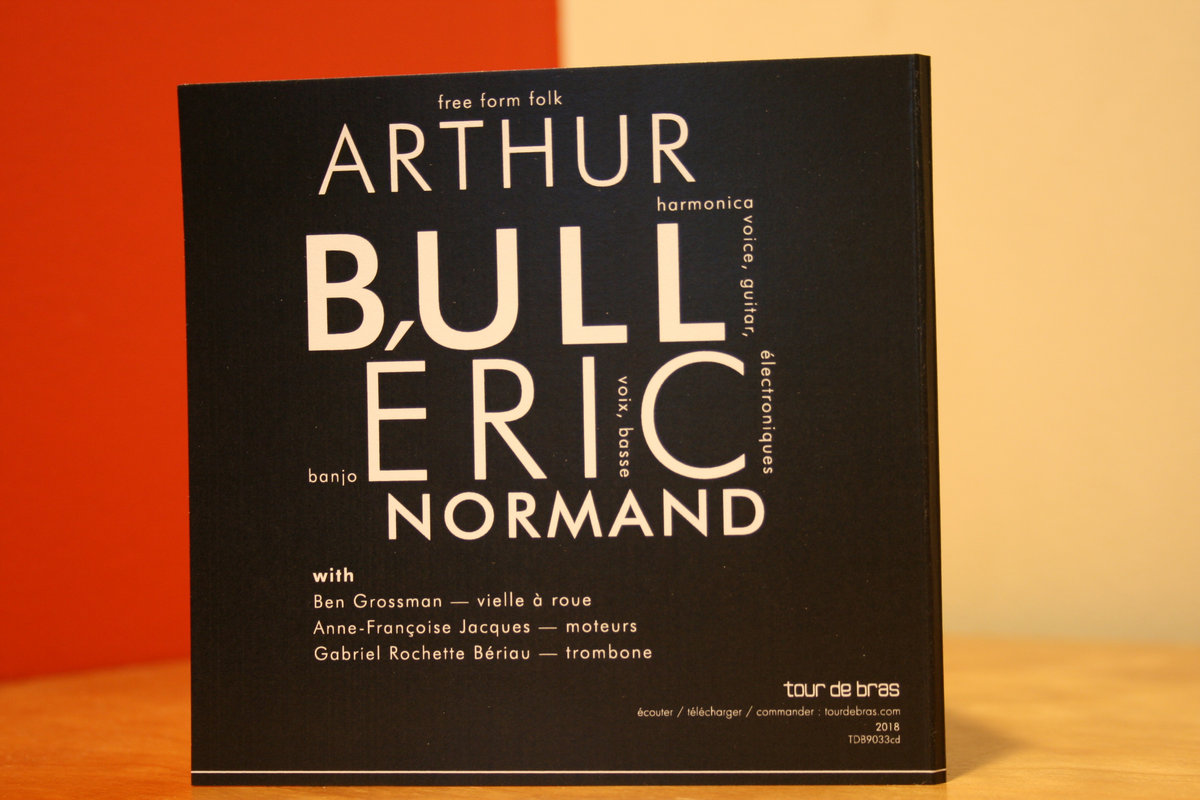 free form folk
ARTHUR
harmonica
voice, guitar,
BULL
électroniques
ÉRIC
voix, basse
banjo
NORMAND
with
Ben Grossman — vielle à roue
Anne-Françoise Jacques — moteurs
Gabriel Rochette Bériau — trombone
tour de bras
écouter / télécharger / commander : tourdebras.com
2018
TDB9033cd